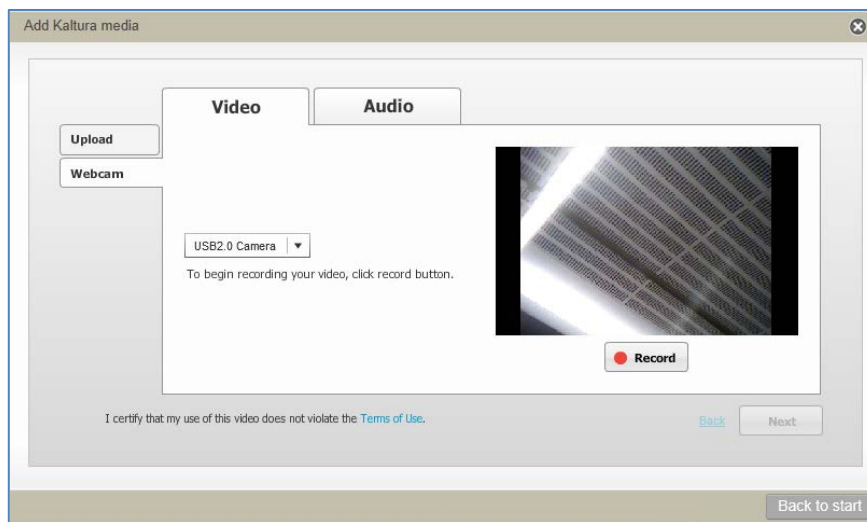 Add Kaltura media
Video
Audio
Upload
Webcam
USB2.0 Camera
To begin recording your video, click record button.
Record
I certify that my use of this video does not violate the Terms of Use.
Back
Next
Back to start